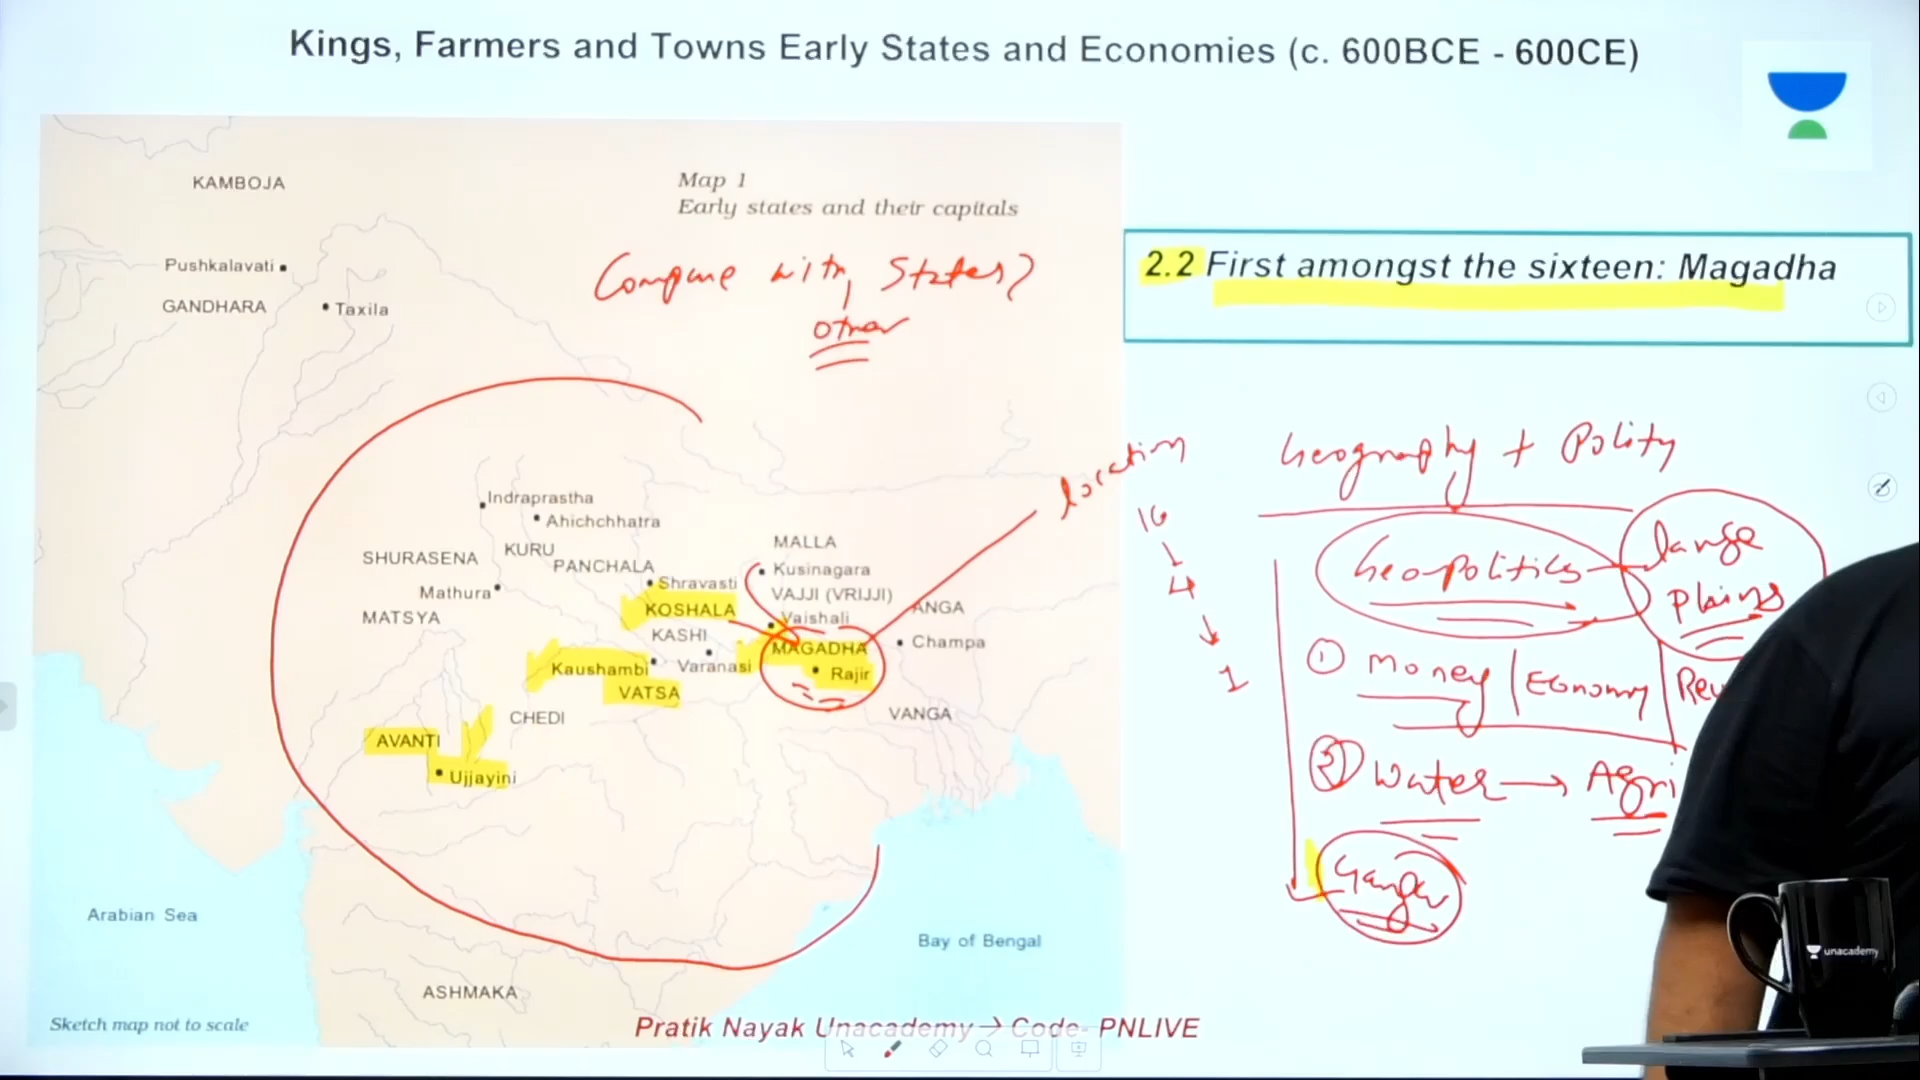 Kings, Farmers and Towns Early States and Economies (c. 600BCE - 600CE)
KAMBOJA
Map 1
Early states and their capitals
Pushkalavati
GANDHARA
Taxila
Compare with States?
other
2.2 First amongst the sixteen: Magadha
location
Geography + Polity
16
4
1
Geo-politics
large
plains
① Money | Economy | Rev
② Water → Agri
Ganga
Indraprastha
Ahichchhatra
MALLA
SHURASENA
KURU
PANCHALA
Kusinagara
Shravasti
Mathura
VAJJI (VRIJJI)
KOSHALA
ANGA
MATSYA
Vaishali
KASHI
MAGADHA
Champa
Kaushambi
Varanasi
Rajir
VATSA
CHEDI
VANGA
AVANTI
Ujjayini
Arabian Sea
Bay of Bengal
ASHMAKA
Sketch map not to scale
Pratik Nayak Unacademy → Code- PNLIVE
unacademy